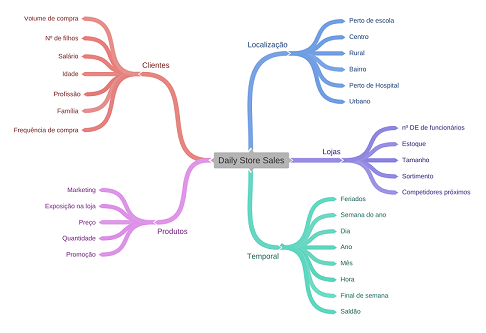 Volume de compra
Nº de filhos
Salário
Idade
Profissão
Família
Frequência de compra
Clientes
Marketing
Exposição na loja
Preço
Quantidade
Promoção
Produtos
Daily Store Sales
Localização
Perto de escola
Centro
Rural
Bairro
Perto de Hospital
Urbano
Lojas
nº DE de funcionários
Estoque
Tamanho
Sortimento
Competidores próximos
Temporal
Feriados
Semana do ano
Dia
Ano
Mês
Hora
Final de semana
Saldão